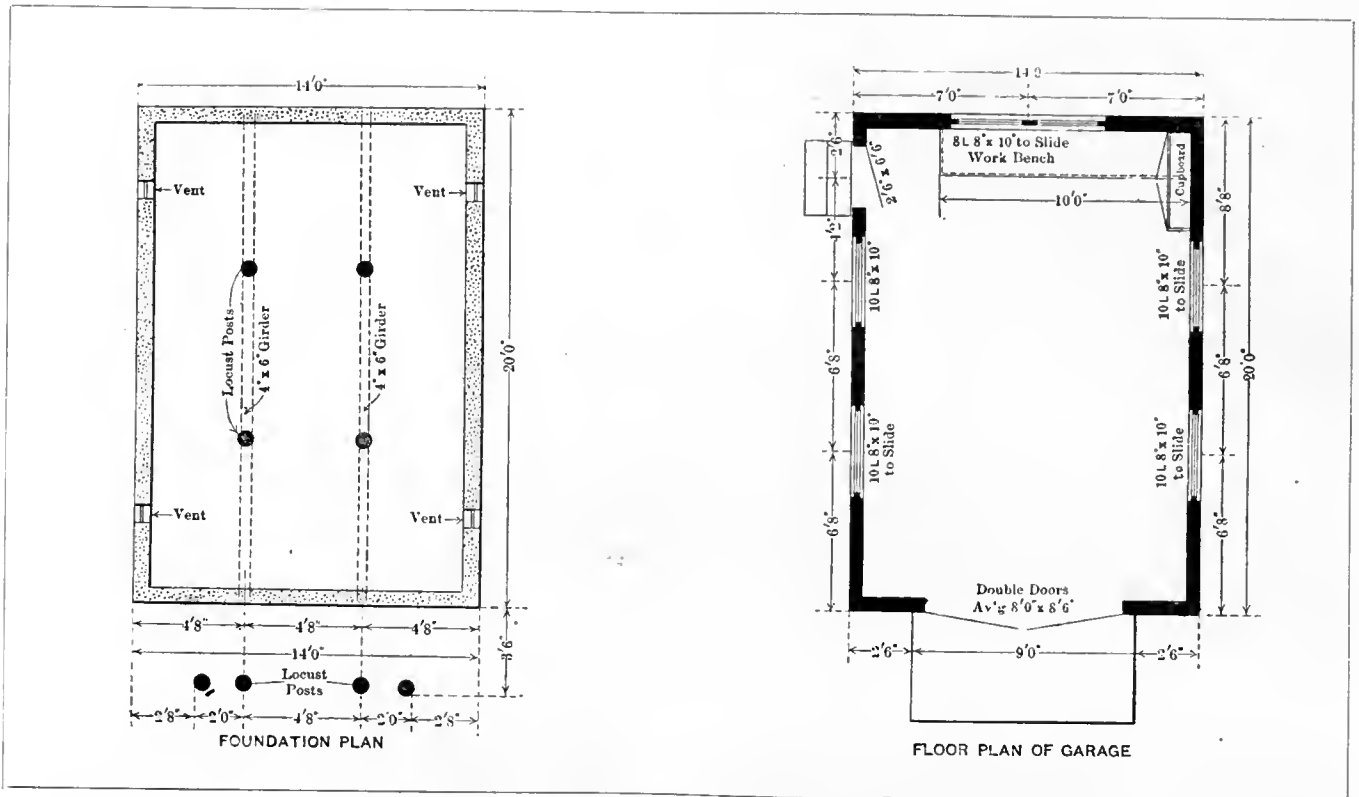 14'0"
Vent
Vent
Locust Posts
4" x 6" Girder
4" x 6" Girder
20'0"
Vent
Vent
4'8"
4'8"
4'8"
14'0"
Locust
Posts
2'8"
2'0"
4'8"
2'0"
2'8"
FOUNDATION PLAN
14 0
7'0"
7'0"
8L 8" x 10" to Slide
Work Bench
2'6" x 6'6"
Cupboard
10'0"
8'8"
4'2"
10 L 8" x 10"
10 L 8" x 10"
to Slide
6'8"
6'8"
20'0"
10 L 8" x 10"
to Slide
10 L 8" x 10"
to Slide
6'8"
6'8"
Double Doors
Av'g 8'0" x 8'6"
2'6"
9'0"
2'6"
FLOOR PLAN OF GARAGE